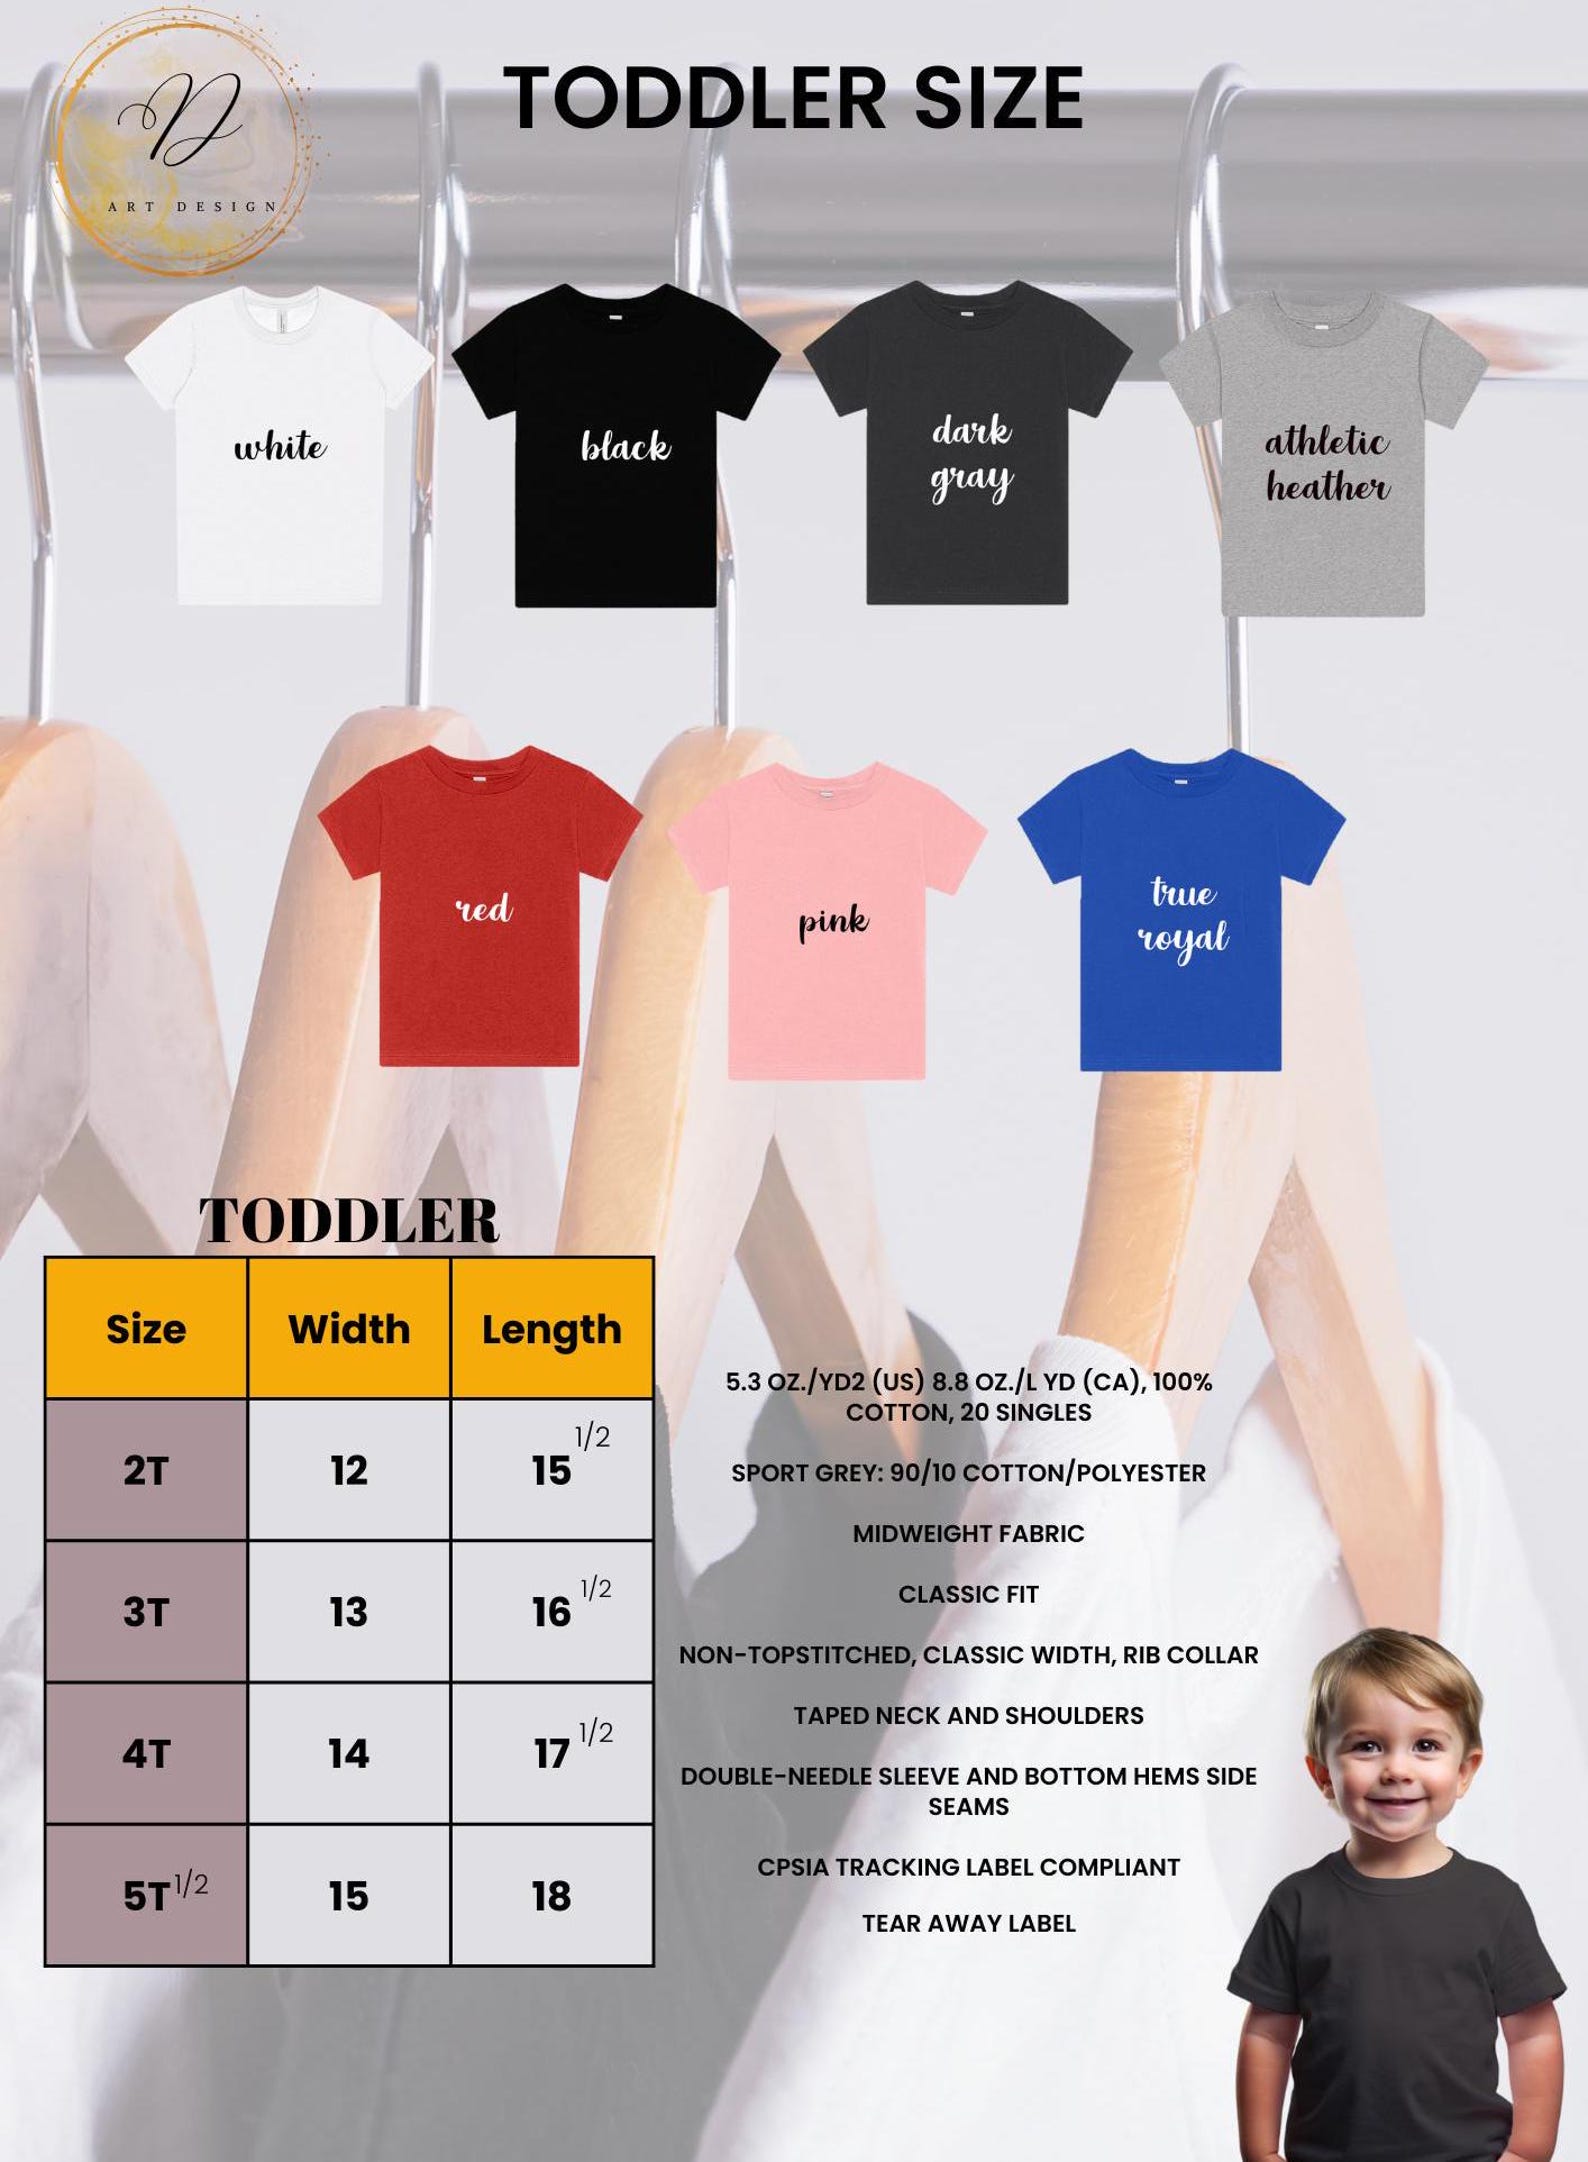 D
ART DESIGN
TODDLER SIZE
white
black
dark
gray
athletic
heather
red
pink
true
royal
TODDLER
Size Width Length
2T 12 15 1/2
3T 13 16 1/2
4T 14 17 1/2
5T 1/2 15 18
5.3 OZ./YD2 (US) 8.8 OZ./L YD (CA), 100%
COTTON, 20 SINGLES
SPORT GREY: 90/10 COTTON/POLYESTER
MIDWEIGHT FABRIC
CLASSIC FIT
NON-TOPSTITCHED, CLASSIC WIDTH, RIB COLLAR
TAPED NECK AND SHOULDERS
DOUBLE-NEEDLE SLEEVE AND BOTTOM HEMS SIDE
SEAMS
CPSIA TRACKING LABEL COMPLIANT
TEAR AWAY LABEL